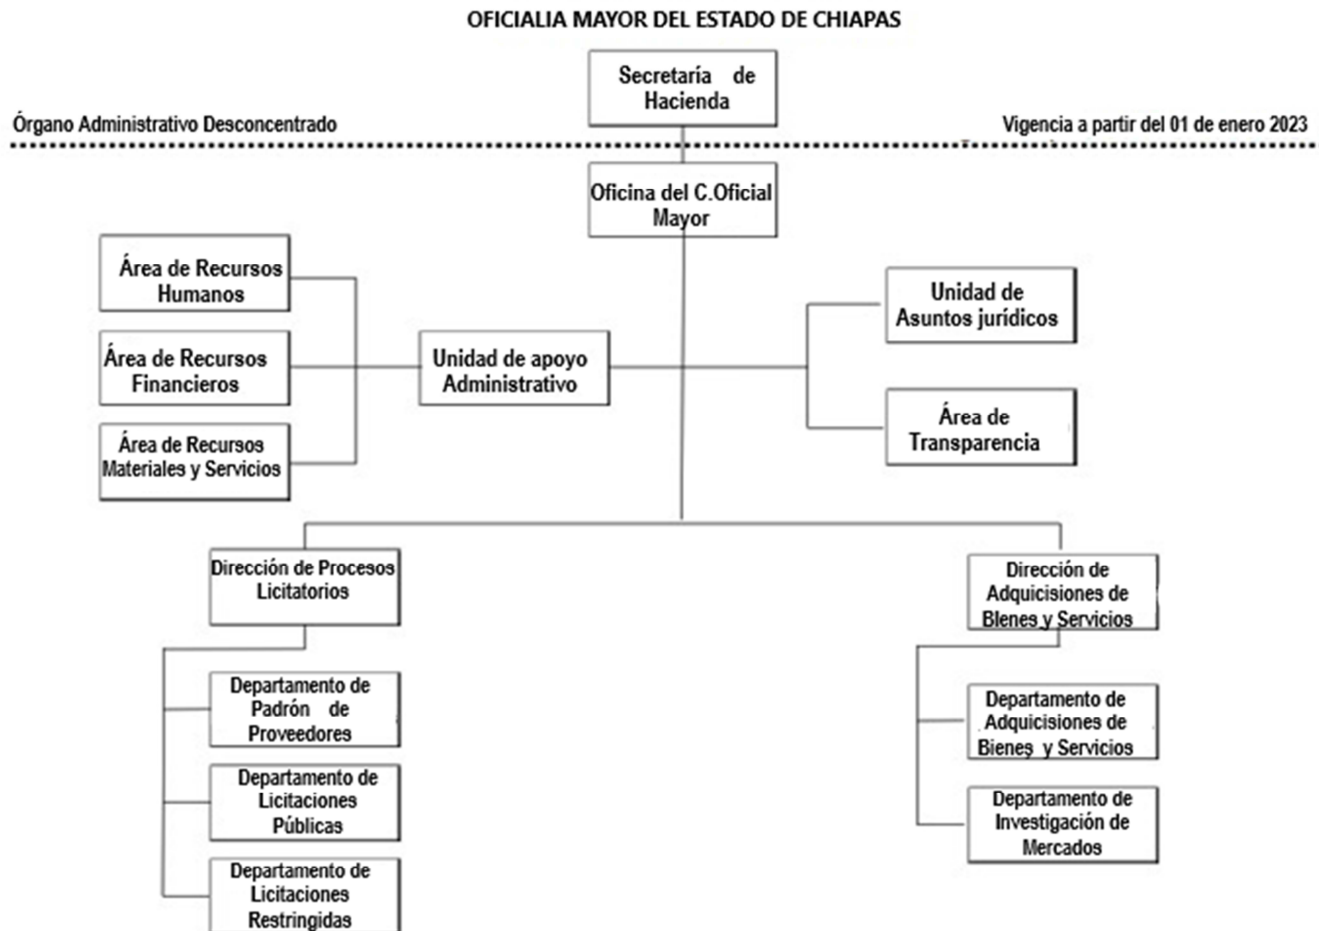 OFICIALIA MAYOR DEL ESTADO DE CHIAPAS
Secretaría de
Hacienda
Órgano Administrativo Desconcentrado
Vigencia a partir del 01 de enero 2023
Oficina del C.Oficial
Mayor
Área de Recursos
Humanos
Área de Recursos
Financieros
Área de Recursos
Materiales y Servicios
Unidad de apoyo
Administrativo
Unidad de
Asuntos jurídicos
Área de
Transparencia
Dirección de Procesos
Licitatorios
Departamento de
Padrón de
Proveedores
Departamento de
Licitaciones
Públicas
Departamento de
Licitaciones
Restringidas
Dirección de
Adquicisiones de
BIenes y Servicios
Departamento de
Adquicisiones de
Bienes y Servicios
Departamento de
Investigación de
Mercados